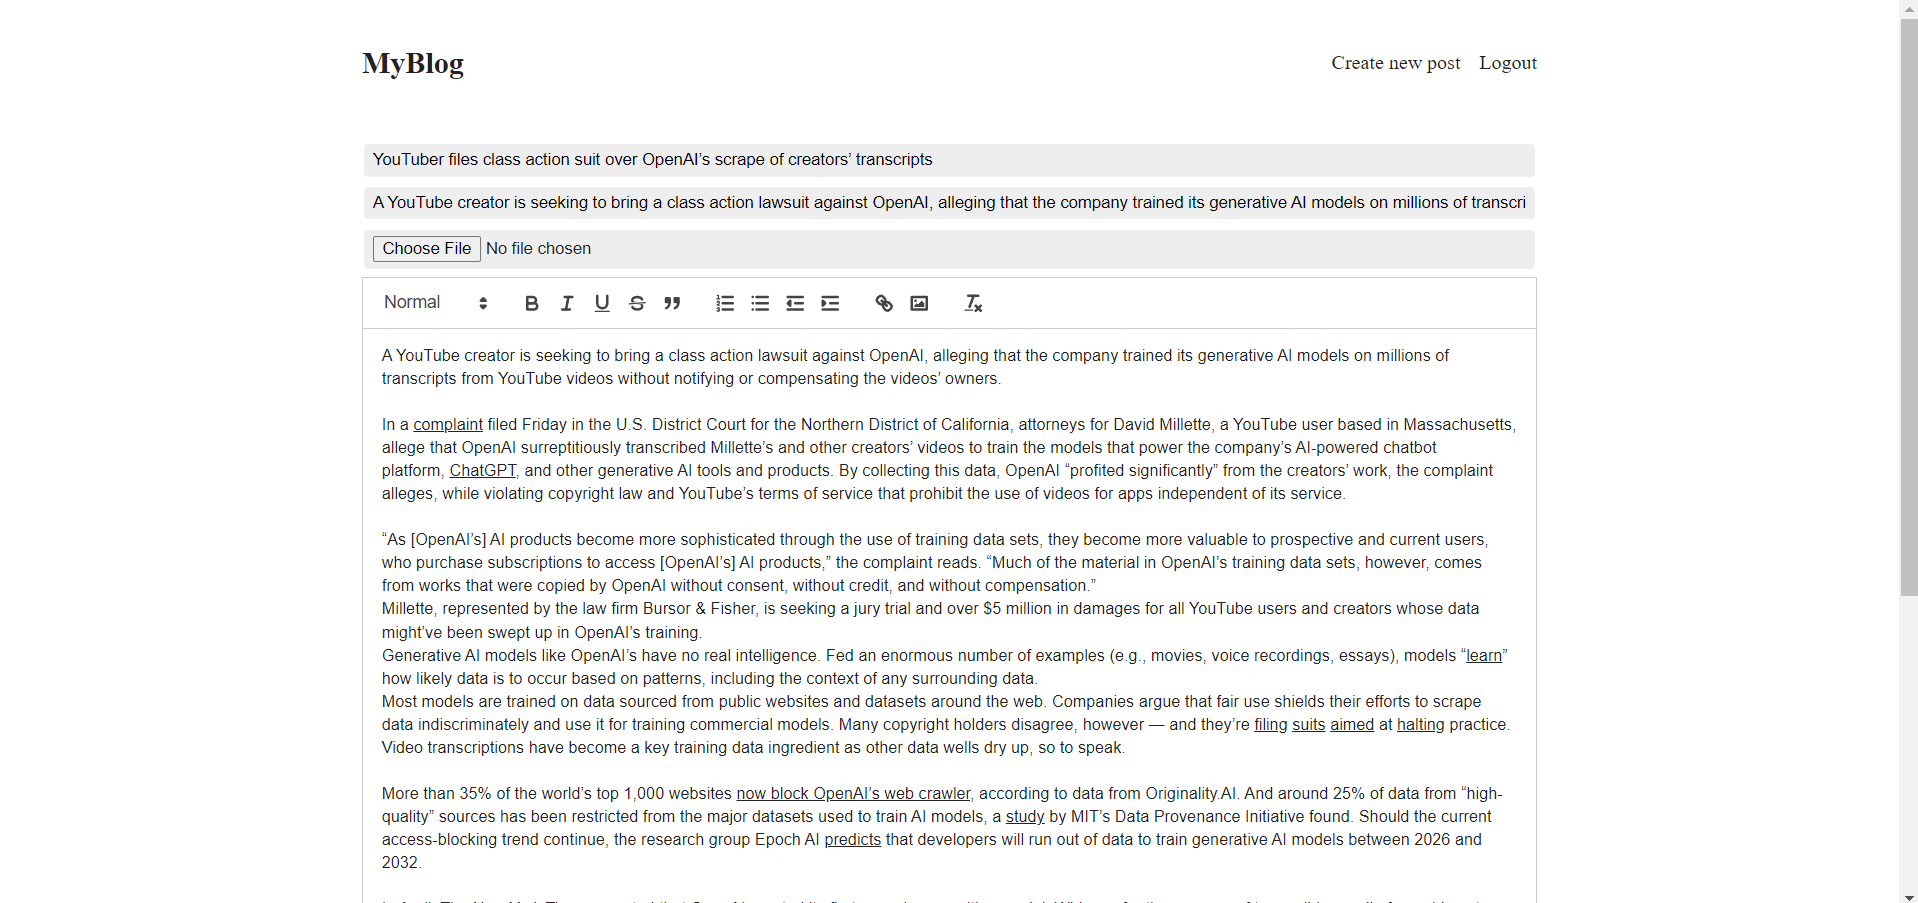 MyBlog
Create new post Logout
YouTuber files class action suit over OpenAI’s scrape of creators’ transcripts
A YouTube creator is seeking to bring a class action lawsuit against OpenAI, alleging that the company trained its generative AI models on millions of transcri
Choose File No file chosen
Normal
A YouTube creator is seeking to bring a class action lawsuit against OpenAI, alleging that the company trained its generative AI models on millions of
transcripts from YouTube videos without notifying or compensating the videos’ owners.
In a complaint filed Friday in the U.S. District Court for the Northern District of California, attorneys for David Millette, a YouTube user based in Massachusetts,
allege that OpenAI surreptitiously transcribed Millette’s and other creators’ videos to train the models that power the company’s AI-powered chatbot
platform, ChatGPT, and other generative AI tools and products. By collecting this data, OpenAI “profited significantly” from the creators’ work, the complaint
alleges, while violating copyright law and YouTube’s terms of service that prohibit the use of videos for apps independent of its service.
“As [OpenAI’s] AI products become more sophisticated through the use of training data sets, they become more valuable to prospective and current users,
who purchase subscriptions to access [OpenAI’s] AI products,” the complaint reads. “Much of the material in OpenAI’s training data sets, however, comes
from works that were copied by OpenAI without consent, without credit, and without compensation.”
Millette, represented by the law firm Bursor & Fisher, is seeking a jury trial and over $5 million in damages for all YouTube users and creators whose data
might’ve been swept up in OpenAI’s training.
Generative AI models like OpenAI’s have no real intelligence. Fed an enormous number of examples (e.g., movies, voice recordings, essays), models “learn”
how likely data is to occur based on patterns, including the context of any surrounding data.
Most models are trained on data sourced from public websites and datasets around the web. Companies argue that fair use shields their efforts to scrape
data indiscriminately and use it for training commercial models. Many copyright holders disagree, however — and they’re filing suits aimed at halting practice.
Video transcriptions have become a key training data ingredient as other data wells dry up, so to speak.
More than 35% of the world’s top 1,000 websites now block OpenAI’s web crawler, according to data from Originality.AI. And around 25% of data from “high-
quality” sources has been restricted from the major datasets used to train AI models, a study by MIT’s Data Provenance Initiative found. Should the current
access-blocking trend continue, the research group Epoch AI predicts that developers will run out of data to train generative AI models between 2026 and
2032.